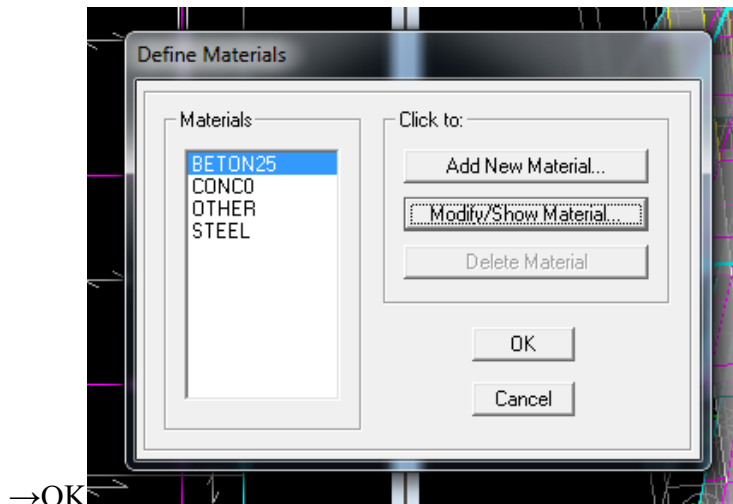 Define Materials
Materials
BETON25
CONC0
OTHER
STEEL
Click to:
Add New Material...
Modify/Show Material...
Delete Material
OK
Cancel
→OK